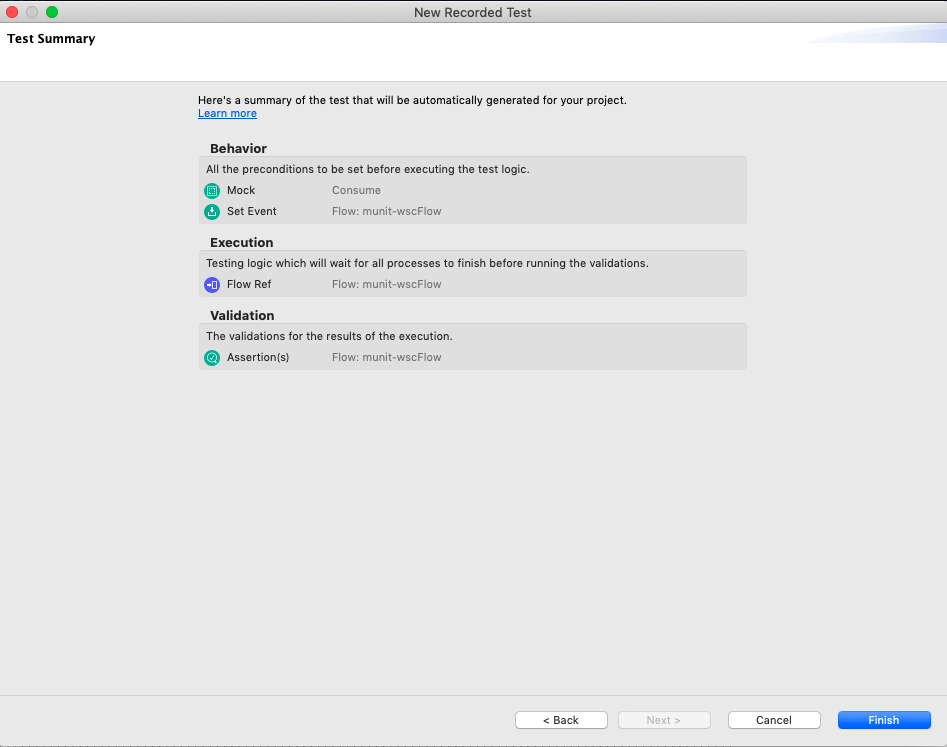 New Recorded Test
Test Summary
Here's a summary of the test that will be automatically generated for your project.
Learn more
Behavior
All the preconditions to be set before executing the test logic.
Mock Consume
Set Event Flow: munit-wscFlow
Execution
Testing logic which will wait for all processes to finish before running the validations.
Flow Ref Flow: munit-wscFlow
Validation
The validations for the results of the execution.
Assertion(s) Flow: munit-wscFlow
< Back Next > Cancel Finish